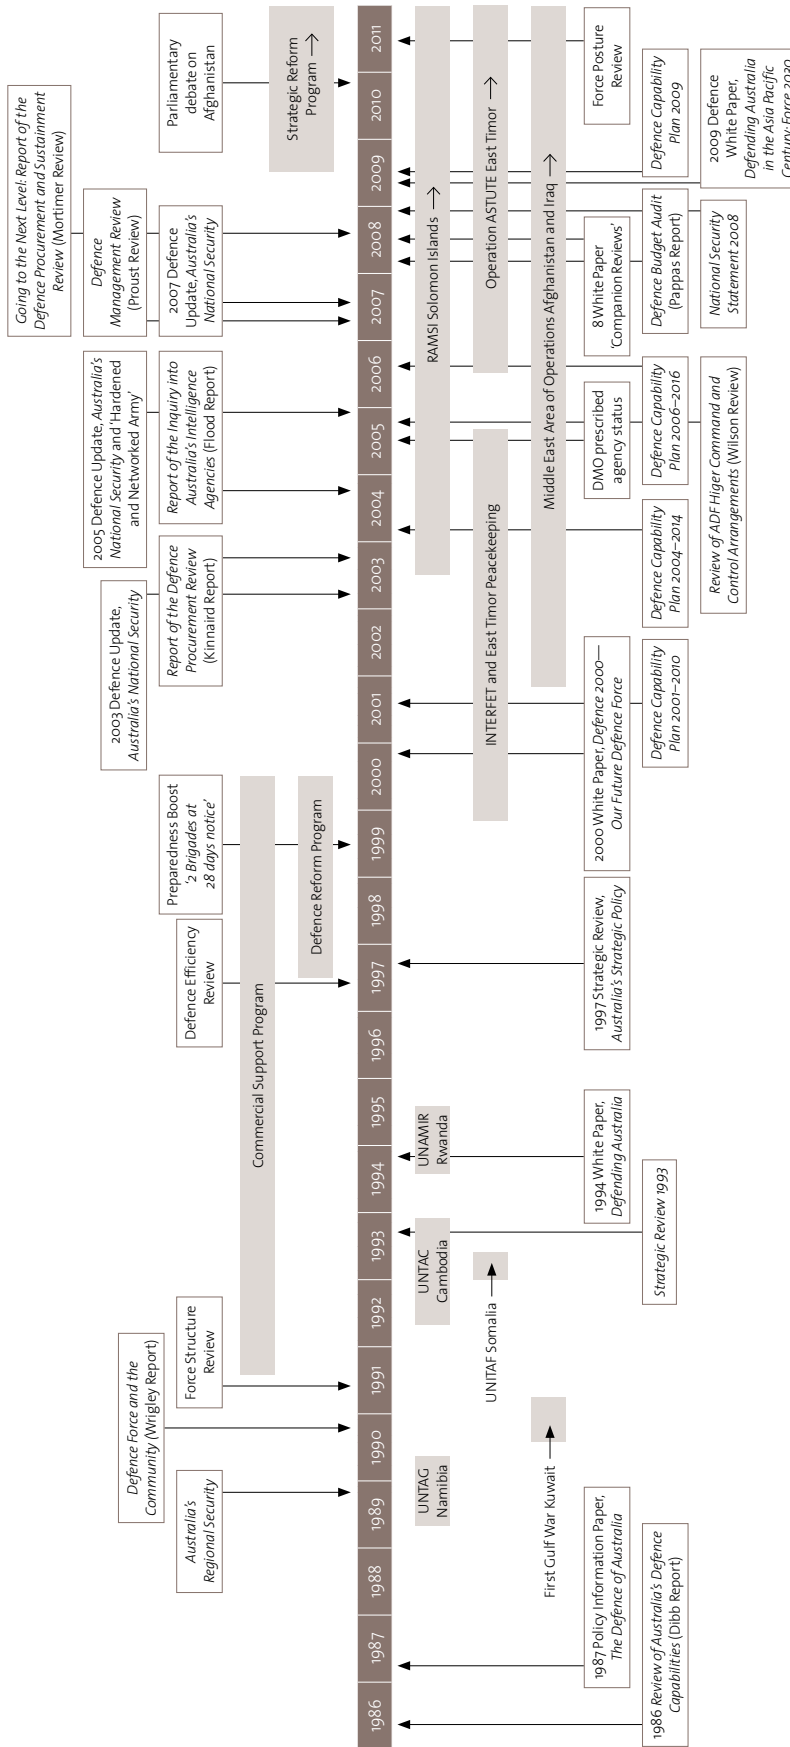 Going to the Next Level: Report of the
Defence Procurement and Sustainment
Review (Mortimer Review)
Defence
Management Review
(Proust Review)
2007 Defence
Update, Australia's
National Security
Parliamentary
debate on
Afghanistan
Strategic Reform
Program →
2005 Defence Update, Australia's
National Security and 'Hardened
and Networked Army'
Report of the Inquiry into
Australia's Intelligence
Agencies (Flood Report)
2003 Defence Update,
Australia's National Security
Report of the Defence
Procurement Review
(Kinnaird Report)
Preparedness Boost
'2 Brigades at
28 days notice'
Defence Efficiency
Review
Commercial Support Program
Defence Reform Program
Defence Force and the
Community (Wrigley Report)
Force Structure
Review
Australia's
Regional Security
1986
1987
1988
1989
1990
1991
1992
1993
1994
1995
1996
1997
1998
1999
2000
2001
2002
2003
2004
2005
2006
2007
2008
2009
2010
2011
UNTAG
Namibia
UNTAC
Cambodia
UNAMIR
Rwanda
RAMSI Solomon Islands →
UNITAF Somalia →
INTERFET and East Timor Peacekeeping
Operation ASTUTE East Timor →
First Gulf War Kuwait →
Middle East Area of Operations Afghanistan and Iraq →
1987 Policy Information Paper,
The Defence of Australia
1986 Review of Australia's Defence
Capabilities (Dibb Report)
1994 White Paper,
Defending Australia
Strategic Review 1993
1997 Strategic Review,
Australia's Strategic Policy
2000 White Paper, Defence 2000—
Our Future Defence Force
Defence Capability
Plan 2001–2010
Defence Capability
Plan 2004–2014
DMO prescribed
agency status
Defence Capability
Plan 2006–2016
Review of ADF Higer Command and
Control Arrangements (Wilson Review)
8 White Paper
'Companion Reviews'
Defence Budget Audit
(Pappas Report)
National Security
Statement 2008
Force Posture
Review
Defence Capability
Plan 2009
2009 Defence
White Paper,
Defending Australia
in the Asia Pacific
Century: Force 2030